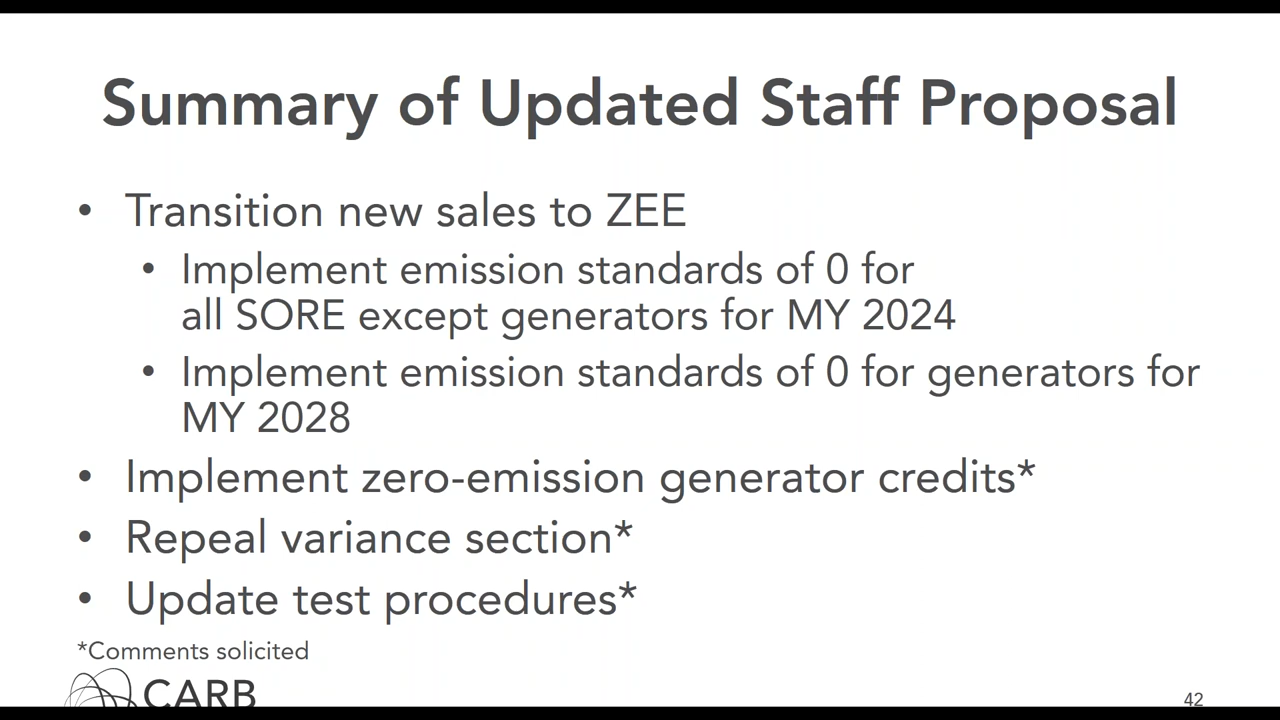 Summary of Updated Staff Proposal
• Transition new sales to ZEE
• Implement emission standards of 0 for
all SORE except generators for MY 2024
• Implement emission standards of 0 for generators for
MY 2028
• Implement zero-emission generator credits*
• Repeal variance section*
• Update test procedures*
*Comments solicited
CARB
42